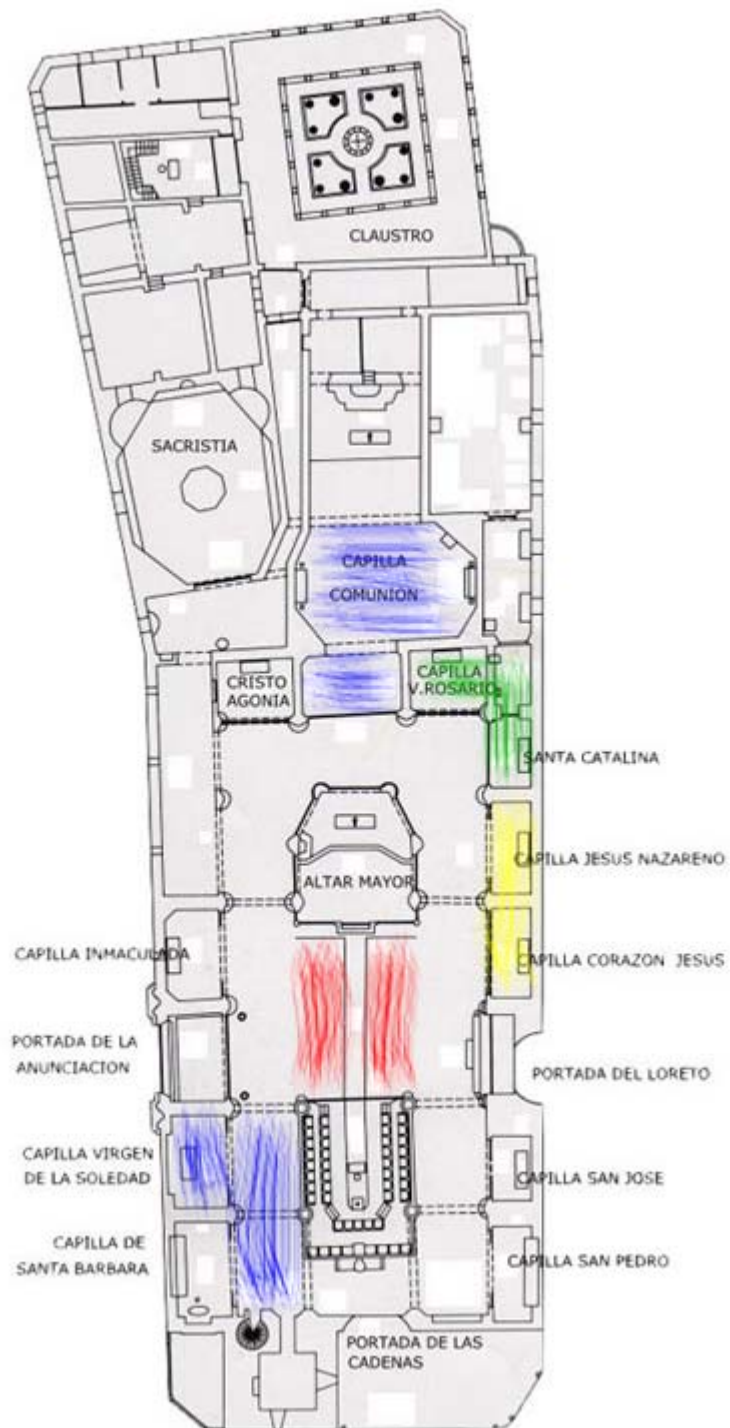 CLAUSTRO
SACRISTIA
CAPILLA
COMUNION
CRISTO
AGONIA
CAPILLA
V.ROSARIO
SANTA CATALINA
CAPILLA JESUS NAZARENO
ALTAR MAYOR
CAPILLA INMACULADA
CAPILLA CORAZON JESUS
PORTADA DE LA
ANUNCIACION
PORTADA DEL LORETO
CAPILLA VIRGEN
DE LA SOLEDAD
CAPILLA SAN JOSE
CAPILLA DE
SANTA BARBARA
CAPILLA SAN PEDRO
PORTADA DE LAS
CADENAS